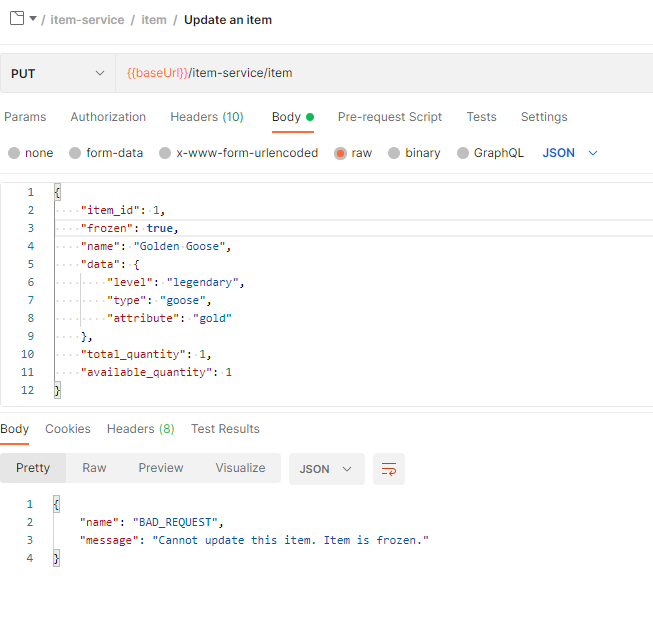 / item-service / item / Update an item
PUT {{baseUrl}}/item-service/item
Params Authorization Headers (10) Body Pre-request Script Tests Settings
none form-data x-www-form-urlencoded raw binary GraphQL JSON
1 {
2 "item_id": 1,
3 "frozen": true,
4 "name": "Golden Goose",
5 "data": {
6 "level": "legendary",
7 "type": "goose",
8 "attribute": "gold"
9 },
10 "total_quantity": 1,
11 "available_quantity": 1
12 }
Body Cookies Headers (8) Test Results
Pretty Raw Preview Visualize JSON
1 {
2 "name": "BAD_REQUEST",
3 "message": "Cannot update this item. Item is frozen."
4 }